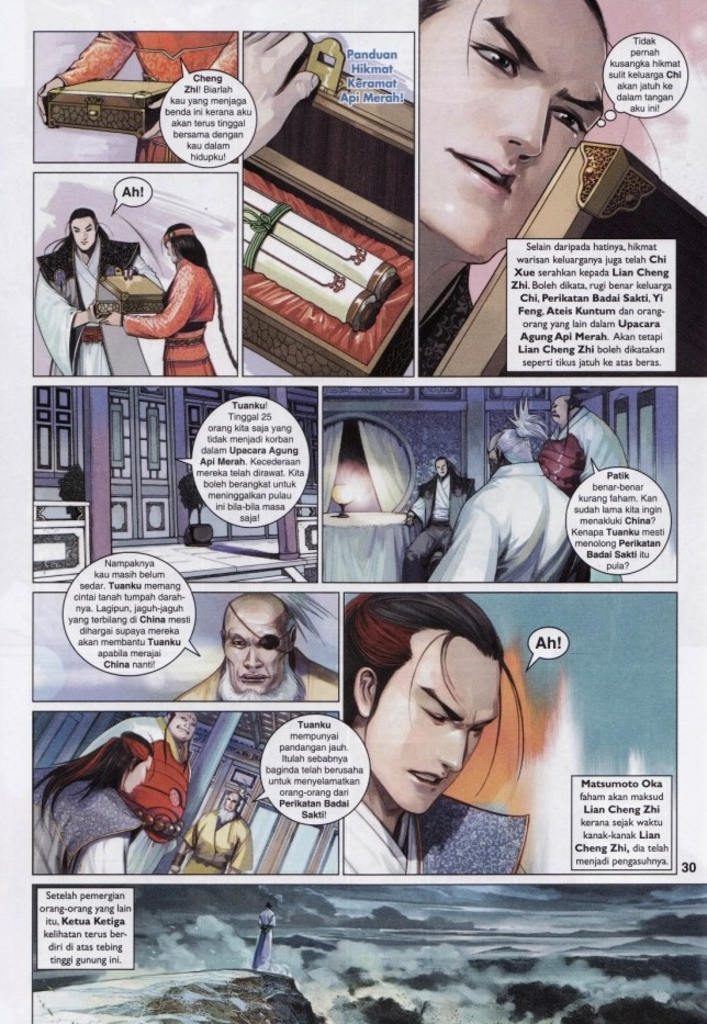 Cheng
Zhi! Biarlah
kau yang menjaga
benda ini kerana aku
akan terus tinggal
bersama dengan
kau dalam
hidupku!
Panduan
Hikmat
Keramat
Api Merah!
Tidak
pernah
kusangka hikmat
sulit keluarga Chi
akan jatuh ke
dalam tangan
aku ini!
Ah!
Selain daripada hatinya, hikmat
warisan keluarganya juga telah Chi
Xue serahkan kepada Lian Cheng
Zhi. Boleh dikata, rugi benar keluarga
Chi, Perikatan Badai Sakti, Yi
Feng, Ateis Kuntum dan orang-
orang yang lain dalam Upacara
Agung Api Merah. Akan tetapi
Lian Cheng Zhi boleh dikatakan
seperti tikus jatuh ke atas beras.
Tuanku!
Tinggal 25
orang kita saja yang
tidak menjadi korban
dalam Upacara Agung
Api Merah. Kecederaan
mereka telah dirawat. Kita
boleh berangkat untuk
meninggalkan pulau
ini bila-bila masa
saja!
Patik
benar-benar
kurang faham. Kan
sudah lama kita ingin
menakluki China?
Kenapa Tuanku mesti
menolong Perikatan
Badai Sakti itu
pula?
Nampaknya
kau masih belum
sedar. Tuanku memang
cintai tanah tumpah darah-
nya. Lagipun, jaguh-jaguh
yang terbilang di China mesti
dihargai supaya mereka
akan membantu Tuanku
apabila merajai
China nanti!
Ah!
Tuanku
mempunyai
pandangan jauh.
Itulah sebabnya
baginda telah berusaha
untuk menyelamatkan
orang-orang dari
Perikatan Badai
Sakti!
Matsumoto Oka
faham akan maksud
Lian Cheng Zhi
kerana sejak waktu
kanak-kanak Lian
Cheng Zhi, dia telah
menjadi pengasuhnya.
30
Setelah pemergian
orang-orang yang lain
itu, Ketua Ketiga
kelihatan terus ber-
diri di atas tebing
tinggi gunung ini.